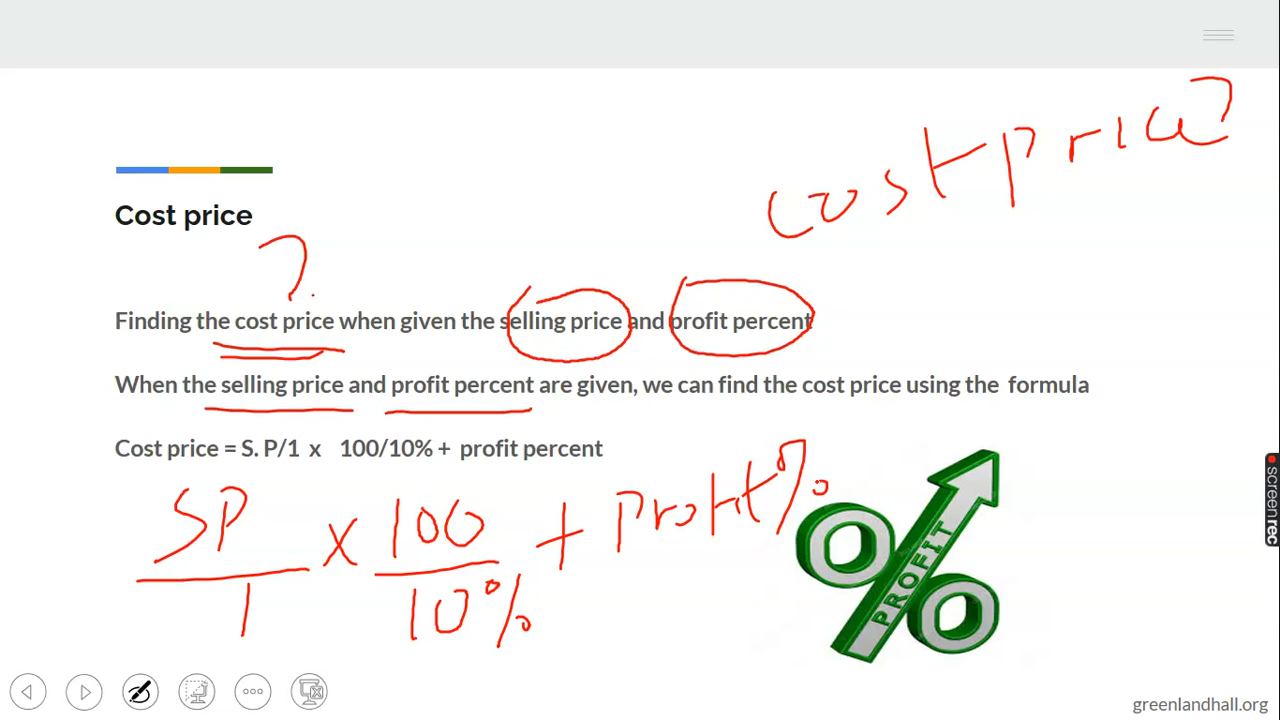 cost price?
Cost price
?
Finding the cost price when given the selling price and profit percent
When the selling price and profit percent are given, we can find the cost price using the formula
Cost price = S. P/1 x 100/10% + profit percent
SP/1 x 100/10% + Profit%
PROFIT
%
greenlandhall.org
screenrec